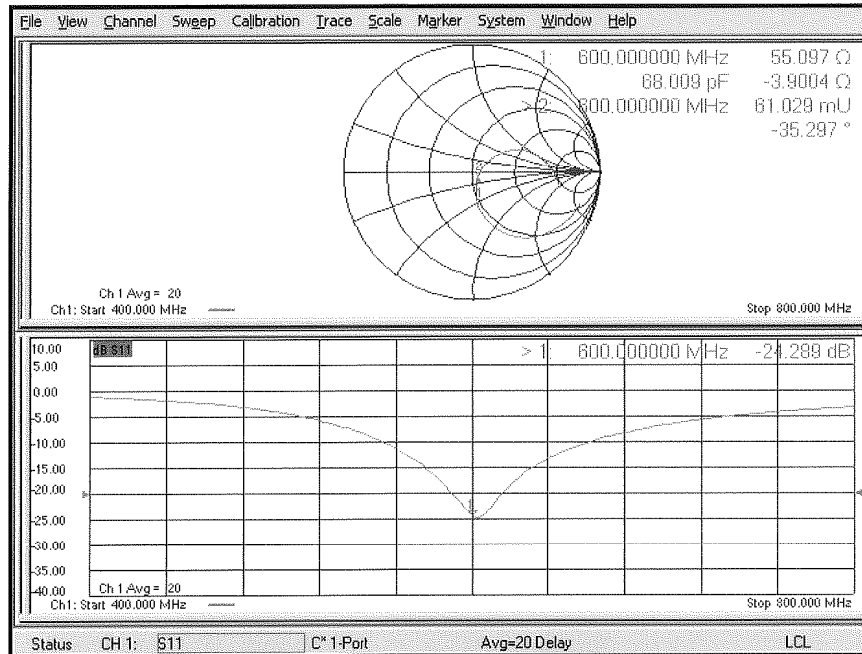 File View Channel Sweep Calibration Trace Scale Marker System Window Help
1: 600.000000 MHz 55.097 Ω
68.009 pF -3.9004 Ω
> 2: 600.000000 MHz 61.029 mU
-35.297 °
Ch 1 Avg = 20
Ch1: Start 400.000 MHz
Stop 800.000 MHz
10.00
dB S11
> 1: 600.000000 MHz -24.289 dB
5.00
0.00
-5.00
-10.00
-15.00
-20.00
1
-25.00
-30.00
-35.00
-40.00
Ch 1 Avg = 20
Ch1: Start 400.000 MHz
Stop 800.000 MHz
Status CH 1: S11 C* 1-Port Avg=20 Delay LCL